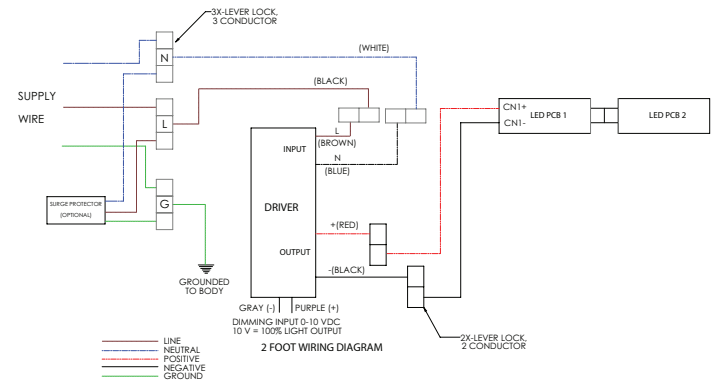 3X-LEVER LOCK,
3 CONDUCTOR
N
(WHITE)
(BLACK)
SUPPLY
WIRE
L
CN1+
CN1-
LED PCB 1
LED PCB 2
INPUT
L
(BROWN)
N
(BLUE)
SURGE PROTECTOR
(OPTIONAL)
G
DRIVER
+(RED)
OUTPUT
-(BLACK)
GROUNDED
TO BODY
GRAY (-)
PURPLE (+)
DIMMING INPUT 0-10 VDC
10 V = 100% LIGHT OUTPUT
2 FOOT WIRING DIAGRAM
2X-LEVER LOCK,
2 CONDUCTOR
LINE
NEUTRAL
POSITIVE
NEGATIVE
GROUND